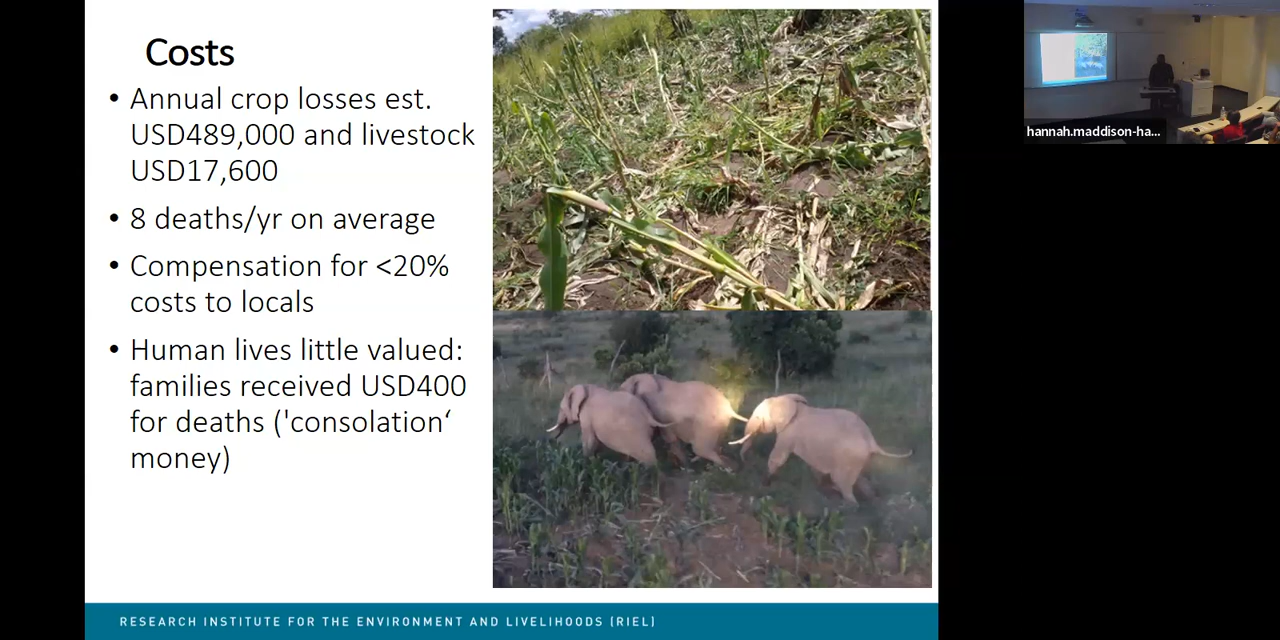 Costs
• Annual crop losses est.
USD489,000 and livestock
USD17,600
• 8 deaths/yr on average
• Compensation for <20%
costs to locals
• Human lives little valued:
families received USD400
for deaths ('consolation‘
money)
RESEARCH INSTITUTE FOR THE ENVIRONMENT AND LIVELIHOODS (RIEL)
hannah.maddison-ha...